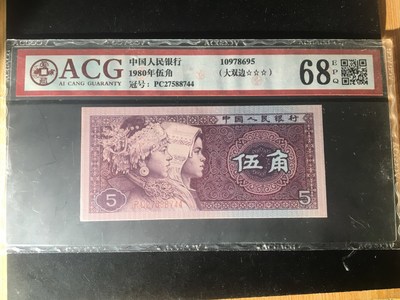 ACG
AI CANG GUARANTY
中国人民银行
1980年伍角
冠号：PC27588744
10978695
（大双边☆☆☆）
68
EPQ
中国人民银行
伍角
5
5